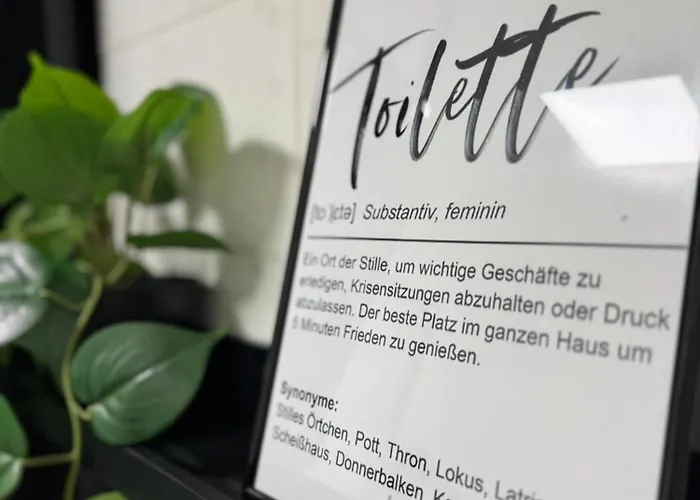 Toilette
Substantiv, feminin
Ein Ort der Stille, um wichtige Geschäfte zu
erledigen, Krisensitzungen abzuhalten oder Druck
abzulassen. Der beste Platz im ganzen Haus um
5 Minuten Frieden zu genießen.
Synonyme:
Stilles Örtchen, Pott, Thron, Lokus,
Scheißhaus, Donnerbalken,